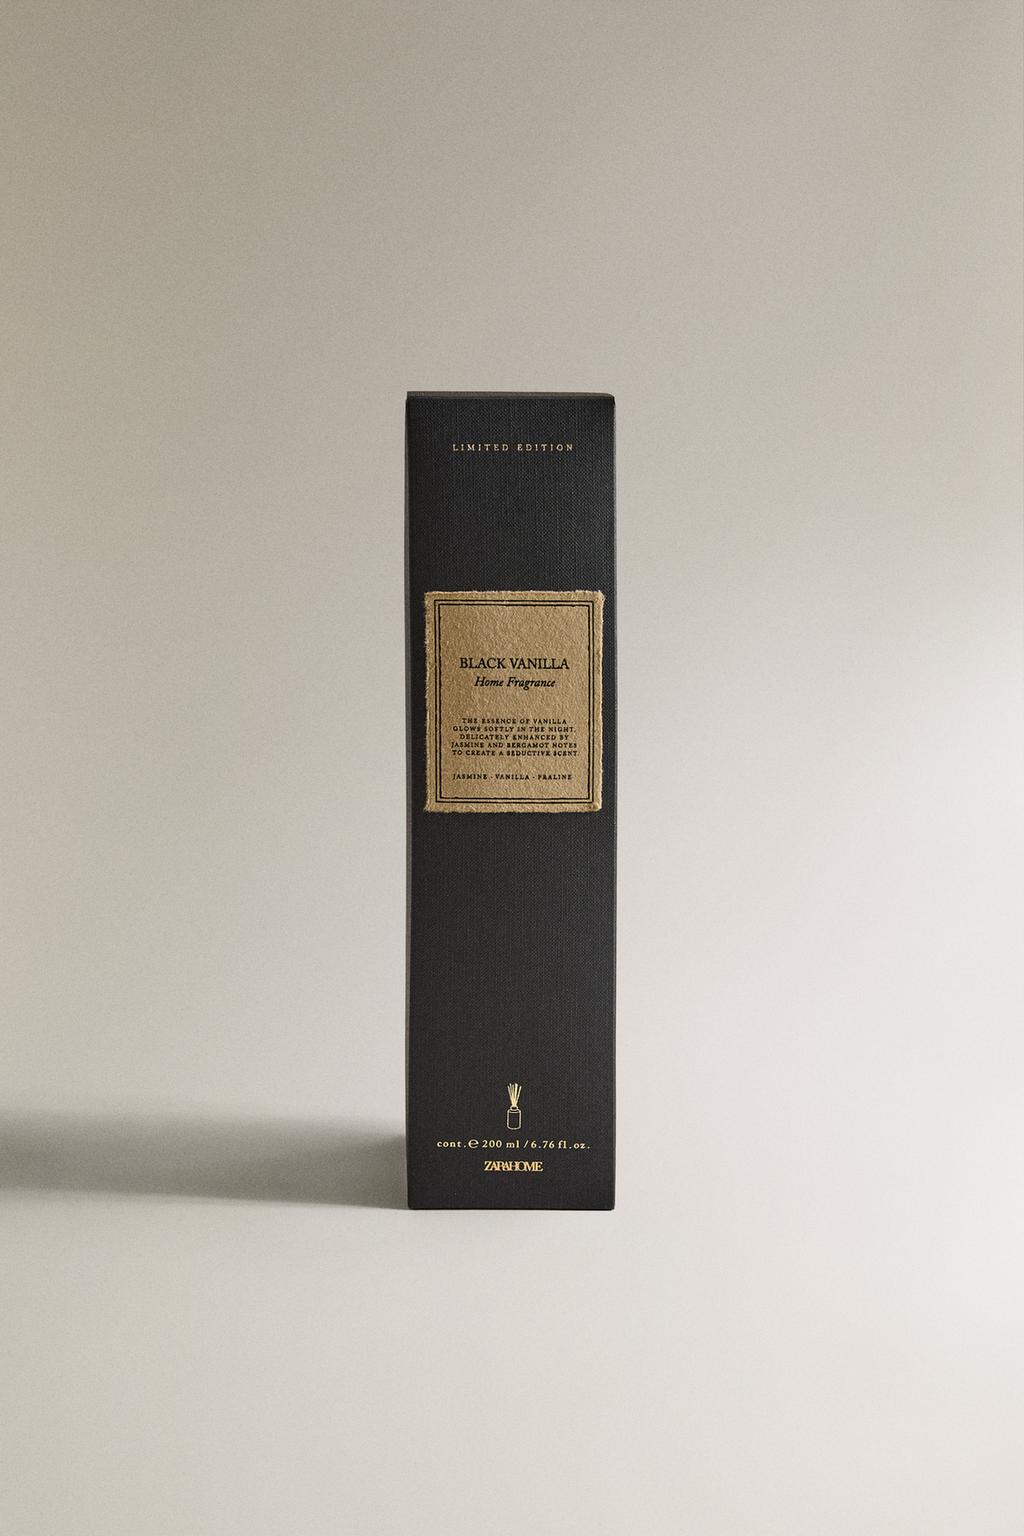 LIMITED EDITION
BLACK VANILLA
Home Fragrance
THE ESSENCE OF VANILLA
GLOWS SOFTLY IN THE NIGHT,
DELICATELY ENHANCED BY
JASMINE AND BERGAMOT NOTES
TO CREATE A SEDUCTIVE SCENT.
JASMINE · VANILLA · PRALINE
cont. ℮ 200 ml / 6.76 fl.oz.
ZARAHOME